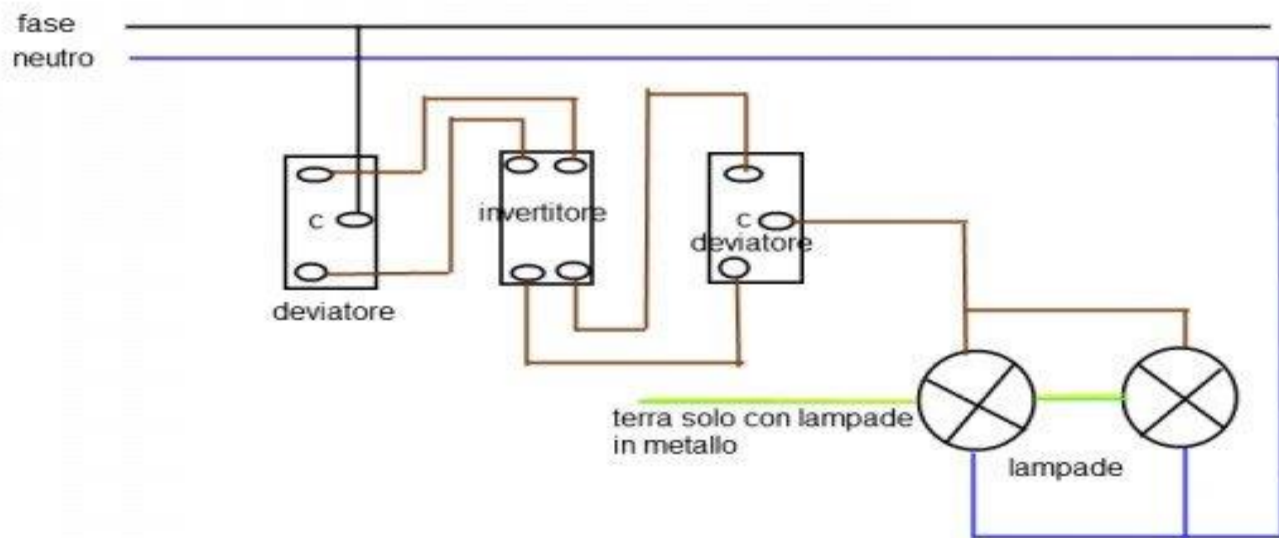 fase
neutro
invertitore
C
C
deviatore
deviatore
terra solo con lampade
in metallo
lampade